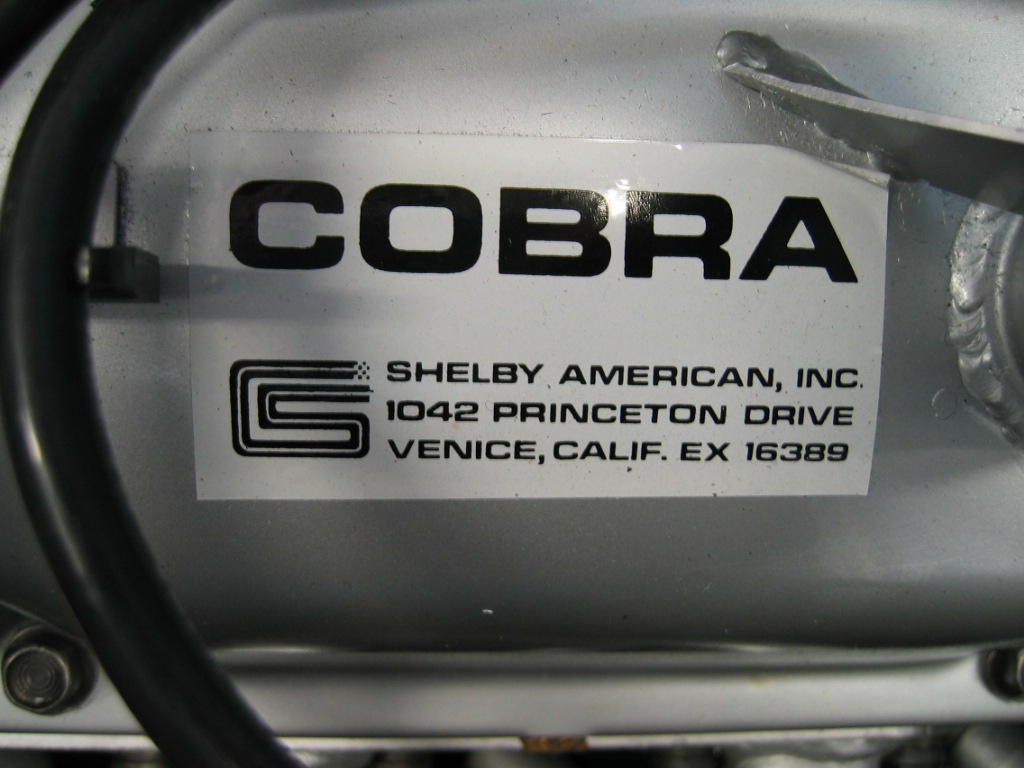 COBRA
SHELBY AMERICAN, INC.
1042 PRINCETON DRIVE
VENICE, CALIF. EX 16389